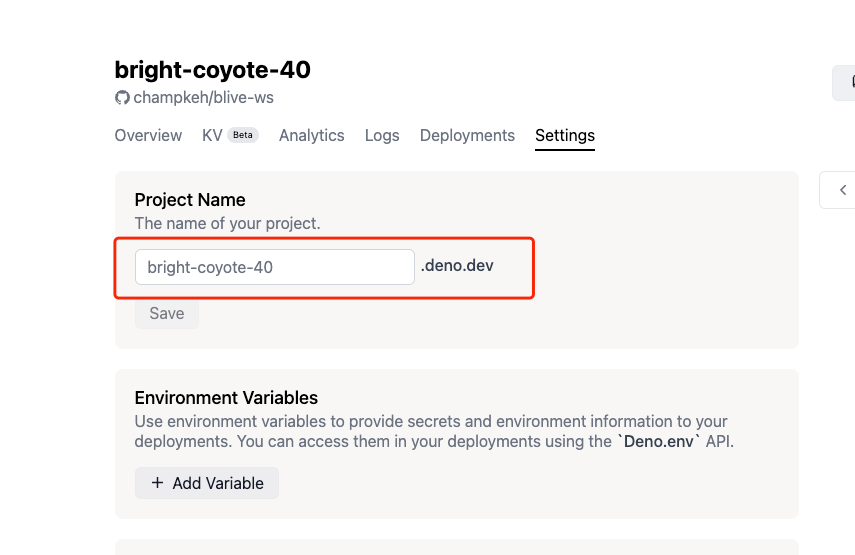 bright-coyote-40
champkeh/blive-ws
Overview KV Beta Analytics Logs Deployments Settings
Project Name
The name of your project.
bright-coyote-40 .deno.dev
Save
Environment Variables
Use environment variables to provide secrets and environment information to your
deployments. You can access them in your deployments using the `Deno.env` API.
+ Add Variable